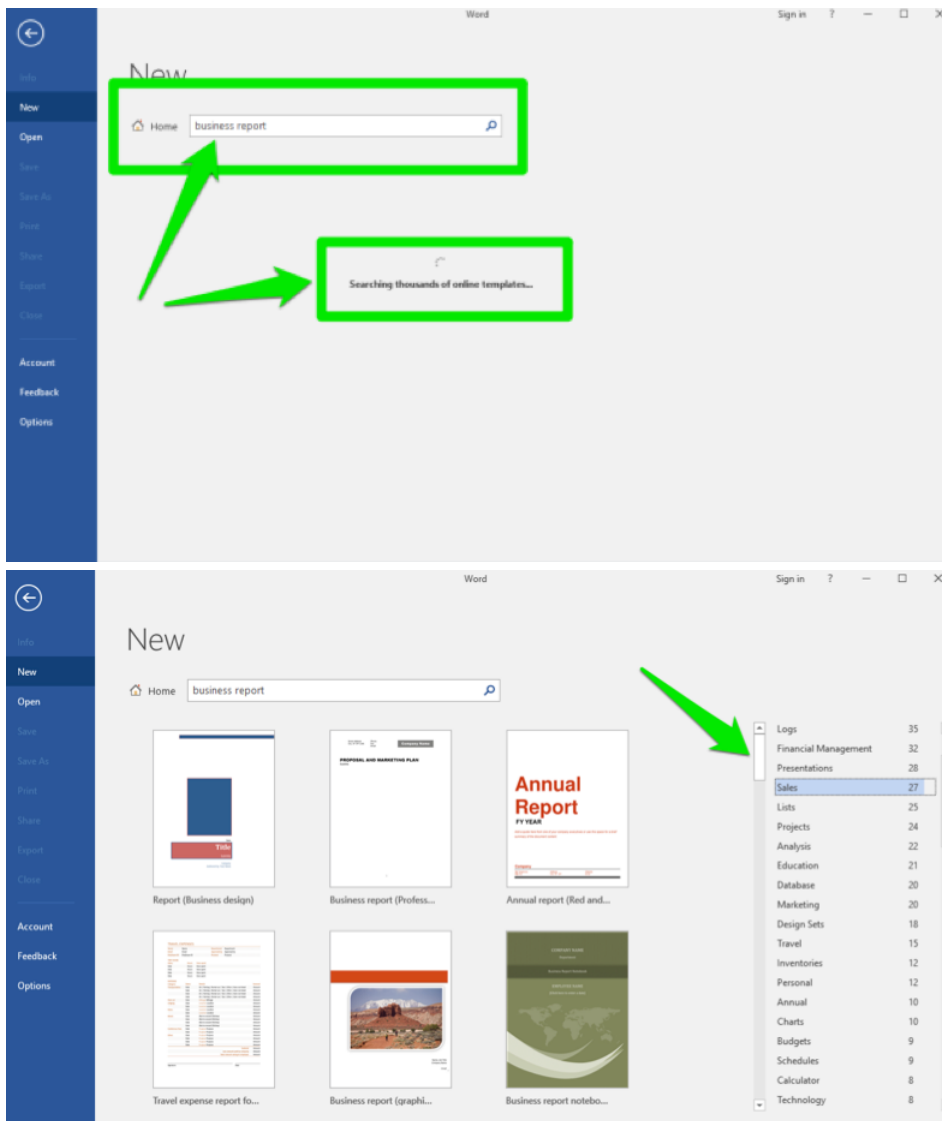 Word
Sign in ? 
Info
New
Open
Save
Save As
Print
Share
Export
Close
Account
Feedback
Options
New
Home business report
Searching thousands of online templates...
Word
Sign in ?
Info
New
Open
Save
Save As
Print
Share
Export
Close
Account
Feedback
Options
New
Home business report
Title
Report (Business design)
Company Name
PROPOSAL AND MARKETING PLAN
Business report (Profess...
Annual
Report
FY YEAR
Company
Annual report (Red and...
Travel expense report fo...
Business report (graphi...
COMPANY NAME
Business report notebo...
Logs 35
Financial Management 32
Presentations 28
Sales 27
Lists 25
Projects 24
Analysis 22
Education 21
Database 20
Marketing 20
Design Sets 18
Travel 15
Inventories 12
Personal 12
Annual 10
Charts 10
Budgets 9
Schedules 9
Calculator 8
Technology 8